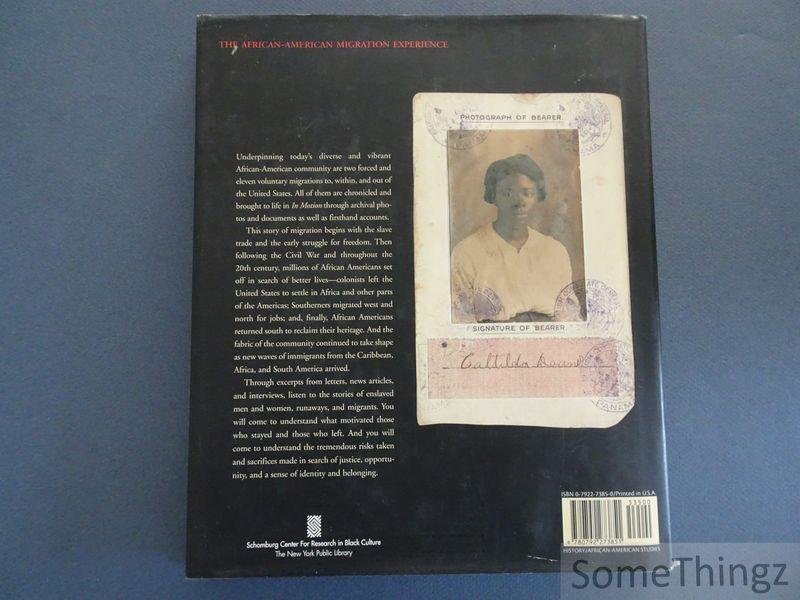 THE AFRICAN-AMERICAN MIGRATION EXPERIENCE
Underpinning today's diverse and vibrant
African-American community are two forced and
eleven voluntary migrations to, within, and out of
the United States. All of them are chronicled and
brought to life in In Motion through archival pho-
tos and documents as well as firsthand accounts.
This story of migration begins with the slave
trade and the early struggle for freedom. Then
following the Civil War and throughout the
20th century, millions of African Americans set
off in search of better lives—colonists left the
United States to settle in Africa and other parts
of the Americas; Southerners migrated west and
north for jobs; and, finally, African Americans
returned south to reclaim their heritage. And the
fabric of the community continued to take shape
as new waves of immigrants from the Caribbean,
Africa, and South America arrived.
Through excerpts from letters, news articles,
and interviews, listen to the stories of enslaved
men and women, runaways, and migrants. You
will come to understand what motivated those
who stayed and those who left. And you will
come to understand the tremendous risks taken
and sacrifices made in search of justice, opportu-
nity, and a sense of identity and belonging.
Schomburg Center For Research in Black Culture
The New York Public Library
PHOTOGRAPH OF BEARER
SIGNATURE OF BEARER
PANAMA
ISBN 0-7922-7385-0/Printed in U.S.A.
53500
9 780792 273851
HISTORY/AFRICAN-AMERICAN STUDIES
SomeThingz